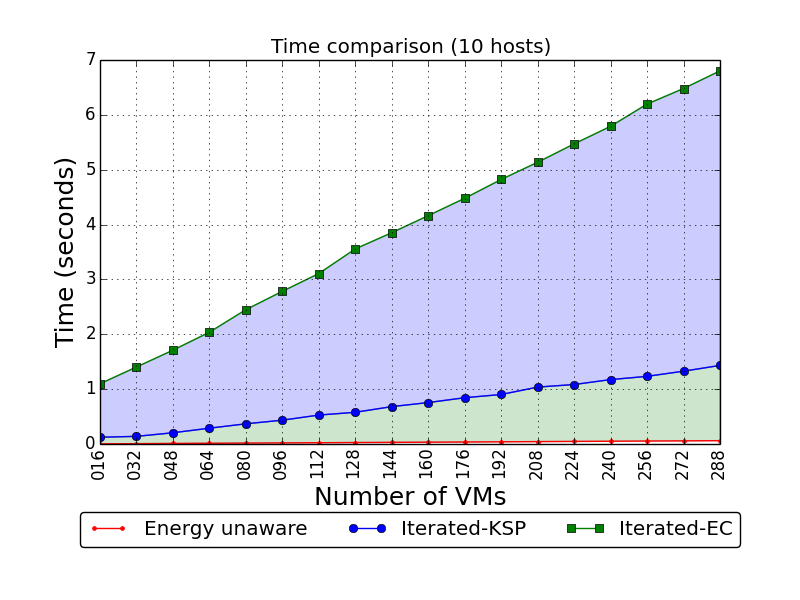 Time comparison (10 hosts)
7
6
5
4
3
2
1
0
Time (seconds)
016 032 048 064 080 096 112 128 144 160 176 192 208 224 240 256 272 288
Number of VMs
Energy unaware Iterated-KSP Iterated-EC